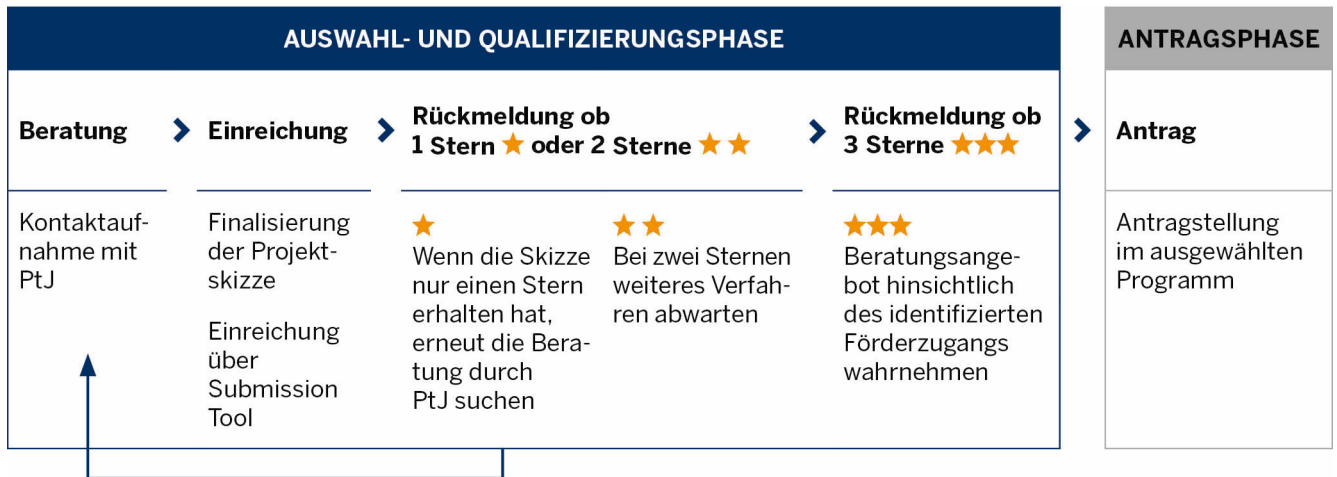 AUSWAHL- UND QUALIFIZIERUNGSPHASE
Beratung
Kontaktauf-
nahme mit
PtJ
Einreichung
Finalisierung
der Projekt-
skizze
Einreichung
über
Submission
Tool
Rückmeldung ob
1 Stern ★ oder 2 Sterne ★ ★
★
Wenn die Skizze
nur einen Stern
erhalten hat,
erneut die Bera-
tung durch
PtJ suchen
★ ★
Bei zwei Sternen
weiteres Verfah-
ren abwarten
Rückmeldung ob
3 Sterne ★★★
★★★
Beratungsange-
bot hinsichtlich
des identifizierten
Förderzugangs
wahrnehmen
ANTRAGSPHASE
Antrag
Antragstellung
im ausgewählten
Programm